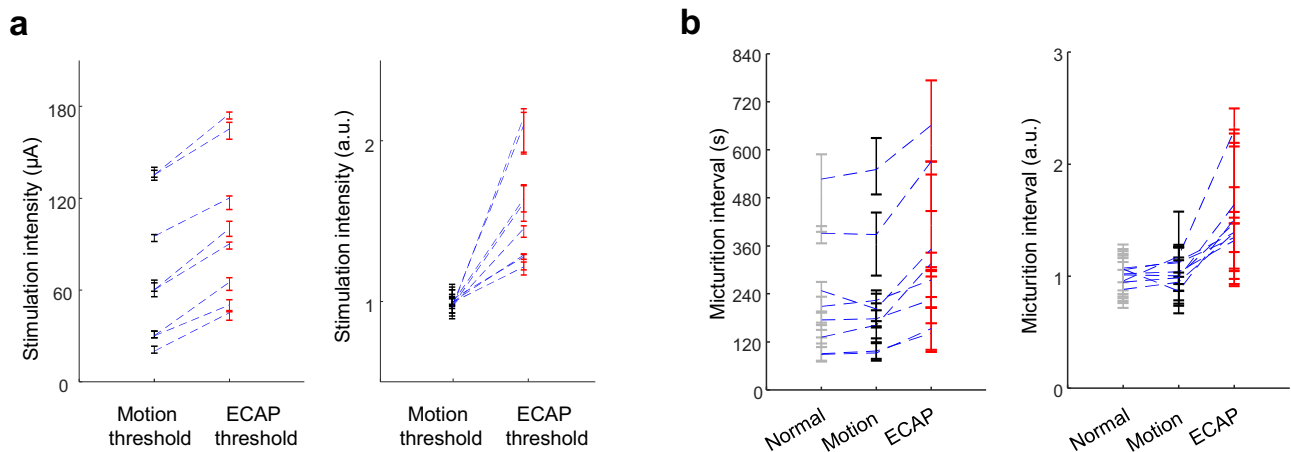 a
Stimulation intensity (µA)
180
120
60
0
Motion
threshold
ECAP
threshold
Stimulation intensity (a.u.)
2
1
Motion
threshold
ECAP
threshold
b
Micturition interval (s)
840
720
600
480
360
240
120
0
Normal
Motion
ECAP
Micturition interval (a.u.)
3
2
1
0
Normal
Motion
ECAP